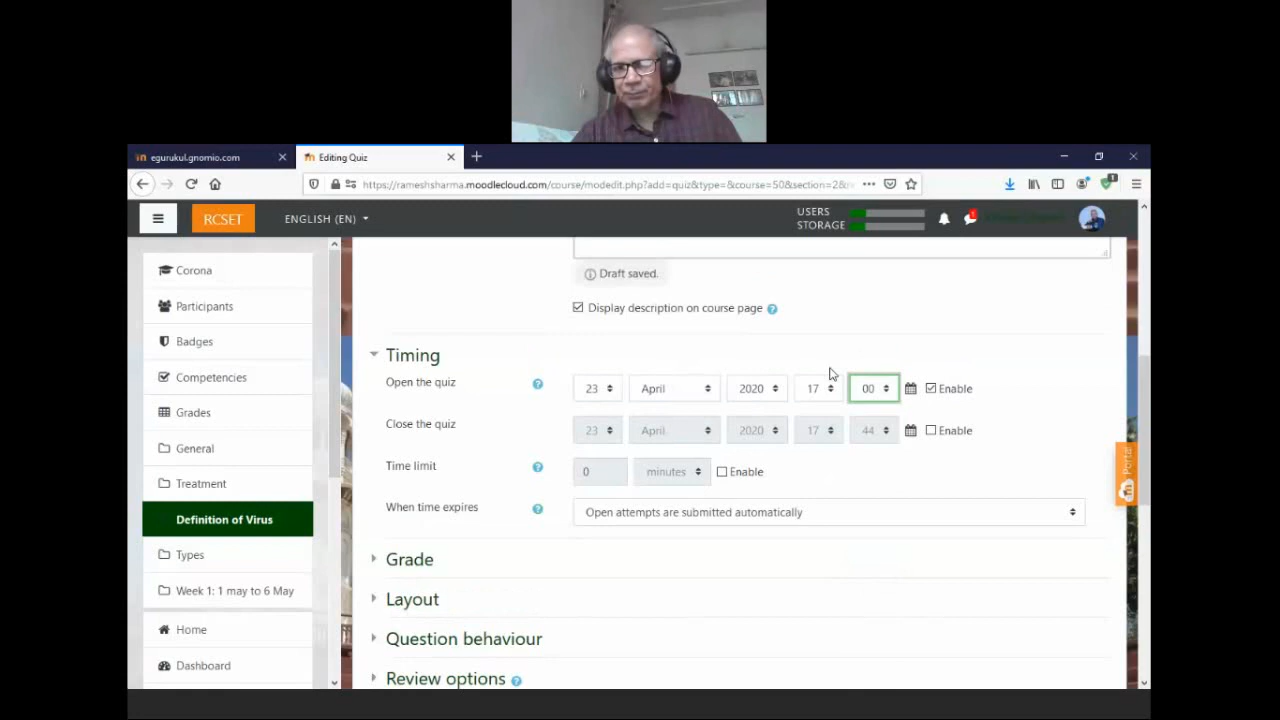 egurukul.gnomio.com
Editing Quiz
https://rameshsharma.moodlecloud.com/course/modedit.php?add=quiz&type=&course=50&section=2&
RCSET
ENGLISH (EN)
USERS
STORAGE
1
Corona
Participants
Badges
Competencies
Grades
General
Treatment
Definition of Virus
Types
Week 1: 1 may to 6 May
Home
Dashboard
Draft saved.
Display description on course page
Timing
Open the quiz 23 April 2020 17 00 Enable
Close the quiz 23 April 2020 17 44 Enable
Time limit 0 minutes Enable
When time expires Open attempts are submitted automatically
Grade
Layout
Question behaviour
Review options
Portal